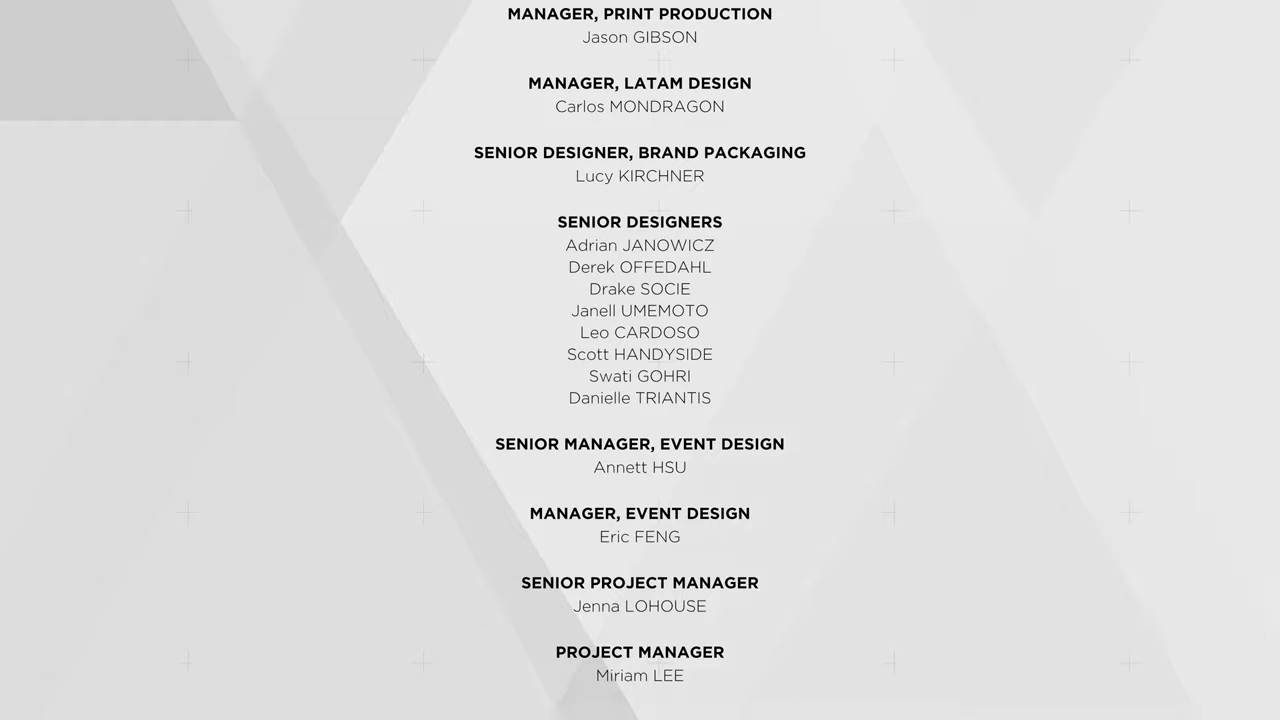 MANAGER, PRINT PRODUCTION
Jason GIBSON
MANAGER, LATAM DESIGN
Carlos MONDRAGON
SENIOR DESIGNER, BRAND PACKAGING
Lucy KIRCHNER
SENIOR DESIGNERS
Adrian JANOWICZ
Derek OFFEDAHL
Drake SOCIE
Janell UMEMOTO
Leo CARDOSO
Scott HANDYSIDE
Swati GOHRI
Danielle TRIANTIS
SENIOR MANAGER, EVENT DESIGN
Annett HSU
MANAGER, EVENT DESIGN
Eric FENG
SENIOR PROJECT MANAGER
Jenna LOHOUSE
PROJECT MANAGER
Miriam LEE